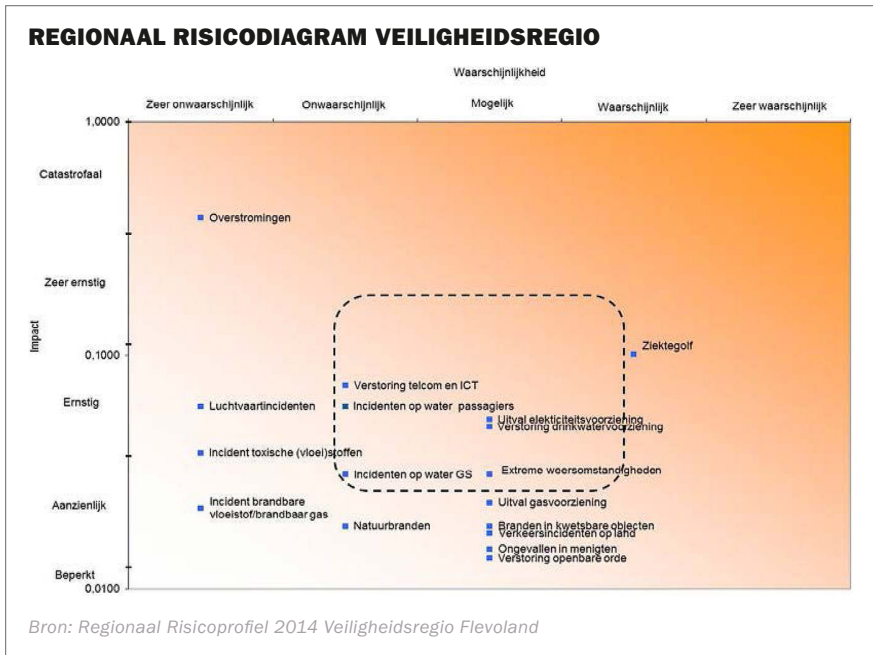 REGIONAAL RISICODIAGRAM VEILIGHEIDSREGIO
Waarschijnlijkheid
Zeer onwaarschijnlijk Onwaarschijnlijk Mogelijk Waarschijnlijk Zeer waarschijnlijk
1,0000
Catastrofaal
Overstromingen
Zeer ernstig
Impact
Ziektegolf
0,1000
Verstoring telcom en ICT
Ernstig
Luchtvaartincidenten
Incidenten op water passagiers
Uitval elekticiteitsvoorziening
Verstoring drinkwatervoorziening
Incident toxische (vloei)stoffen
Incidenten op water GS
Extreme weersomstandigheden
Aanzienlijk
Incident brandbare
vloeistof/brandbaar gas
Uitval gasvoorziening
Natuurbranden
Branden in kwetsbare objecten
Verkeersincidenten op land
Ongevallen in menigten
Verstoring openbare orde
Beperkt
0,0100
Bron: Regionaal Risicoprofiel 2014 Veiligheidsregio Flevoland